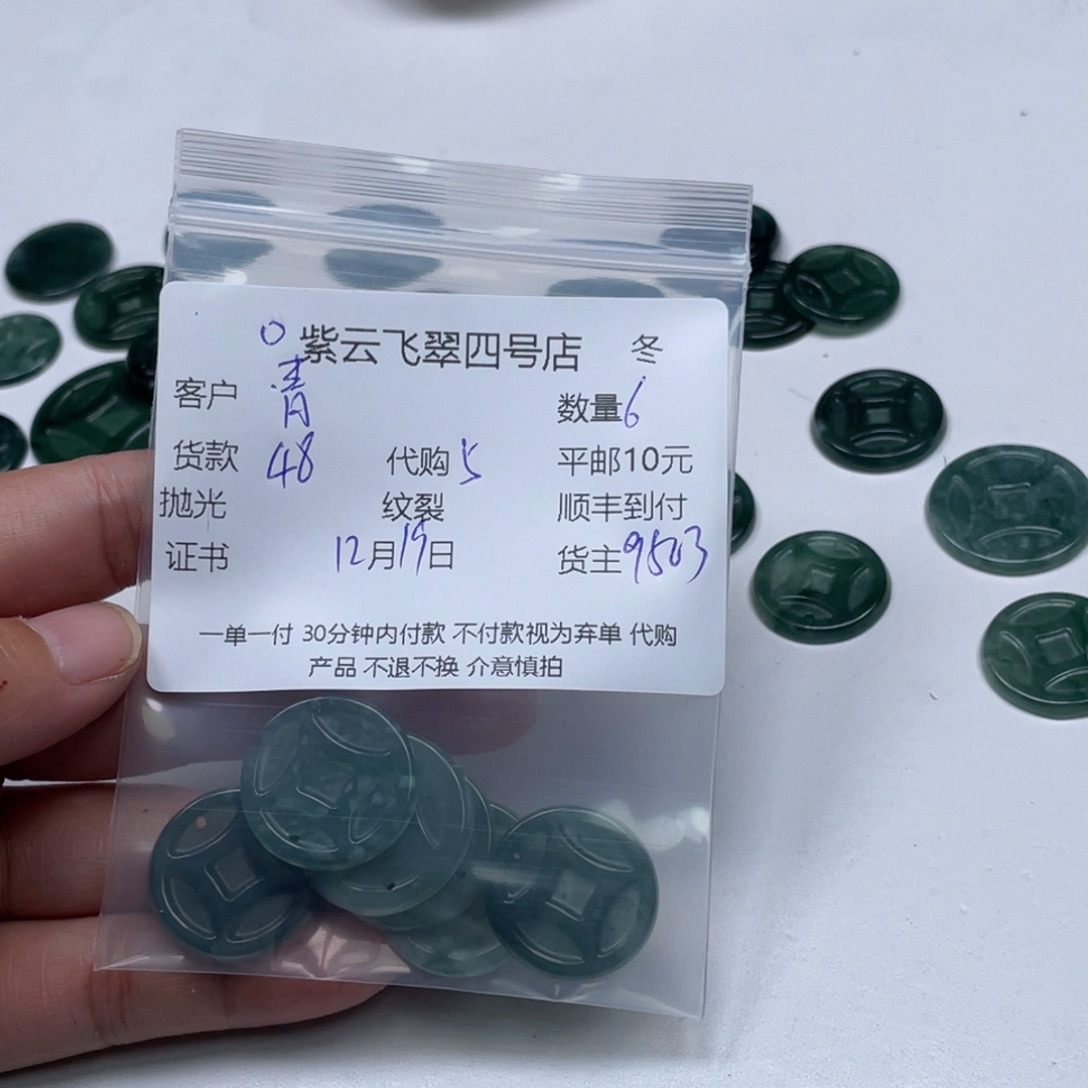 0 紫云飞翠四号店 冬
客户 青 数量 6
货款 48 代购 5 平邮10元
抛光 纹裂 顺丰到付
证书 12月19日 货主 9503
一单一付 30分钟内付款 不付款视为弃单 代购
产品 不退不换 介意慎拍